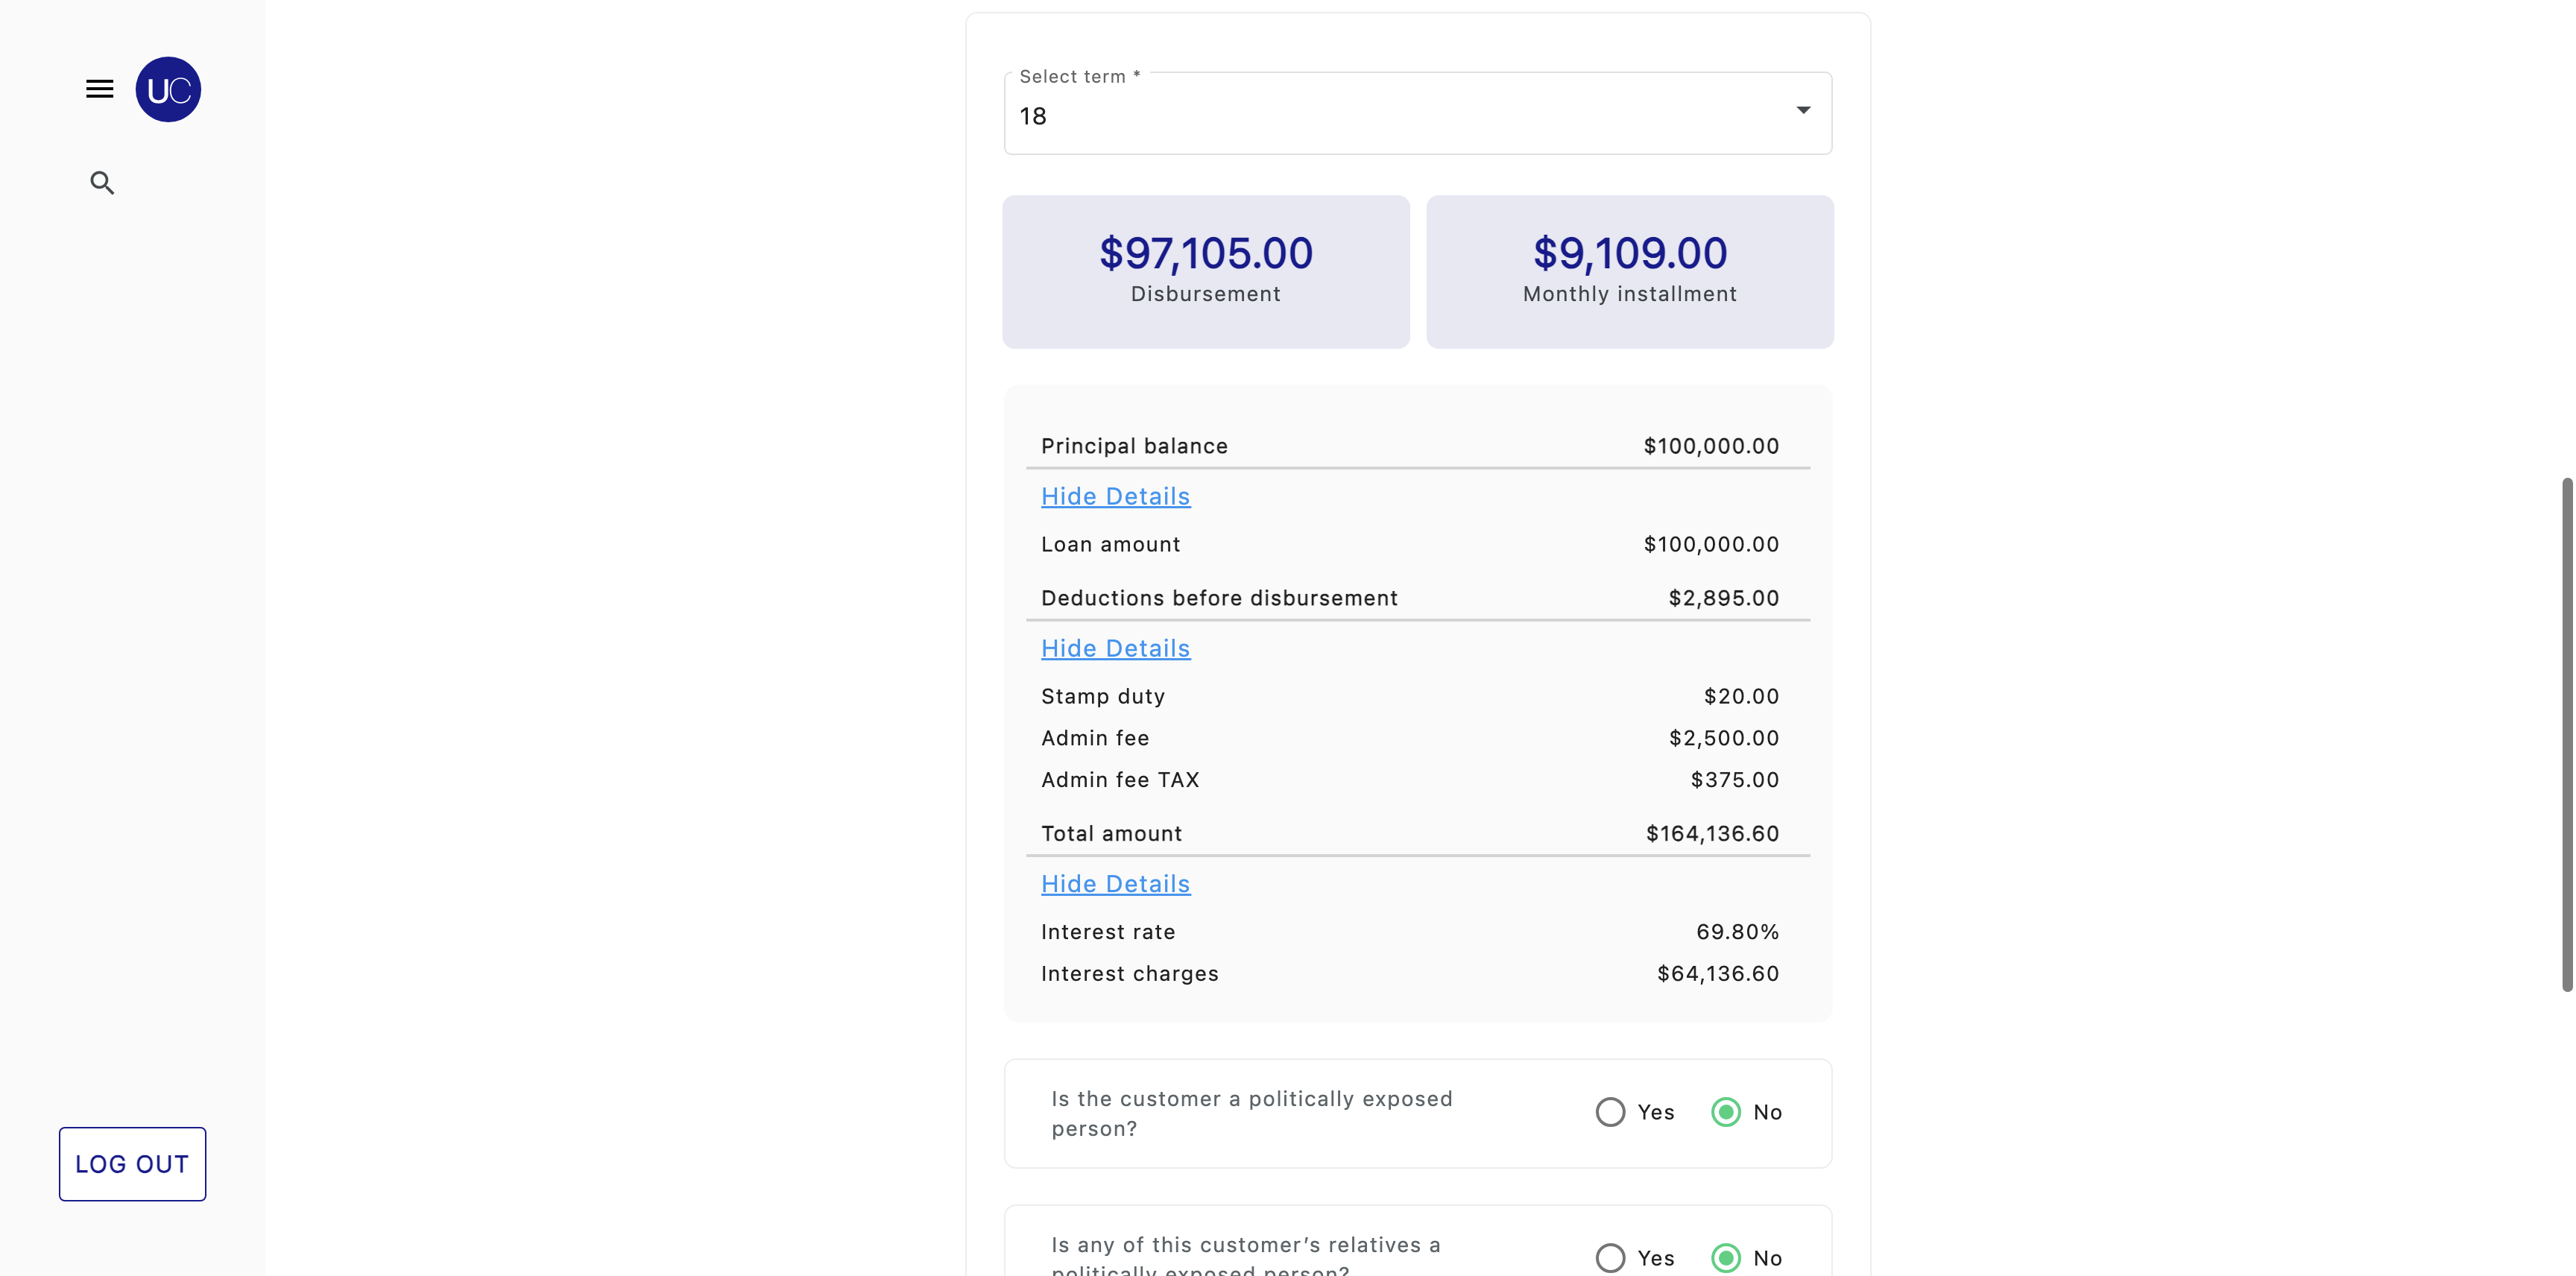 UC
Select term *
18
$97,105.00
Disbursement
$9,109.00
Monthly installment
Principal balance $100,000.00
Hide Details
Loan amount $100,000.00
Deductions before disbursement $2,895.00
Hide Details
Stamp duty $20.00
Admin fee $2,500.00
Admin fee TAX $375.00
Total amount $164,136.60
Hide Details
Interest rate 69.80%
Interest charges $64,136.60
Is the customer a politically exposed
person?
Yes No
Is any of this customer’s relatives a
politically exposed person?
Yes No
LOG OUT